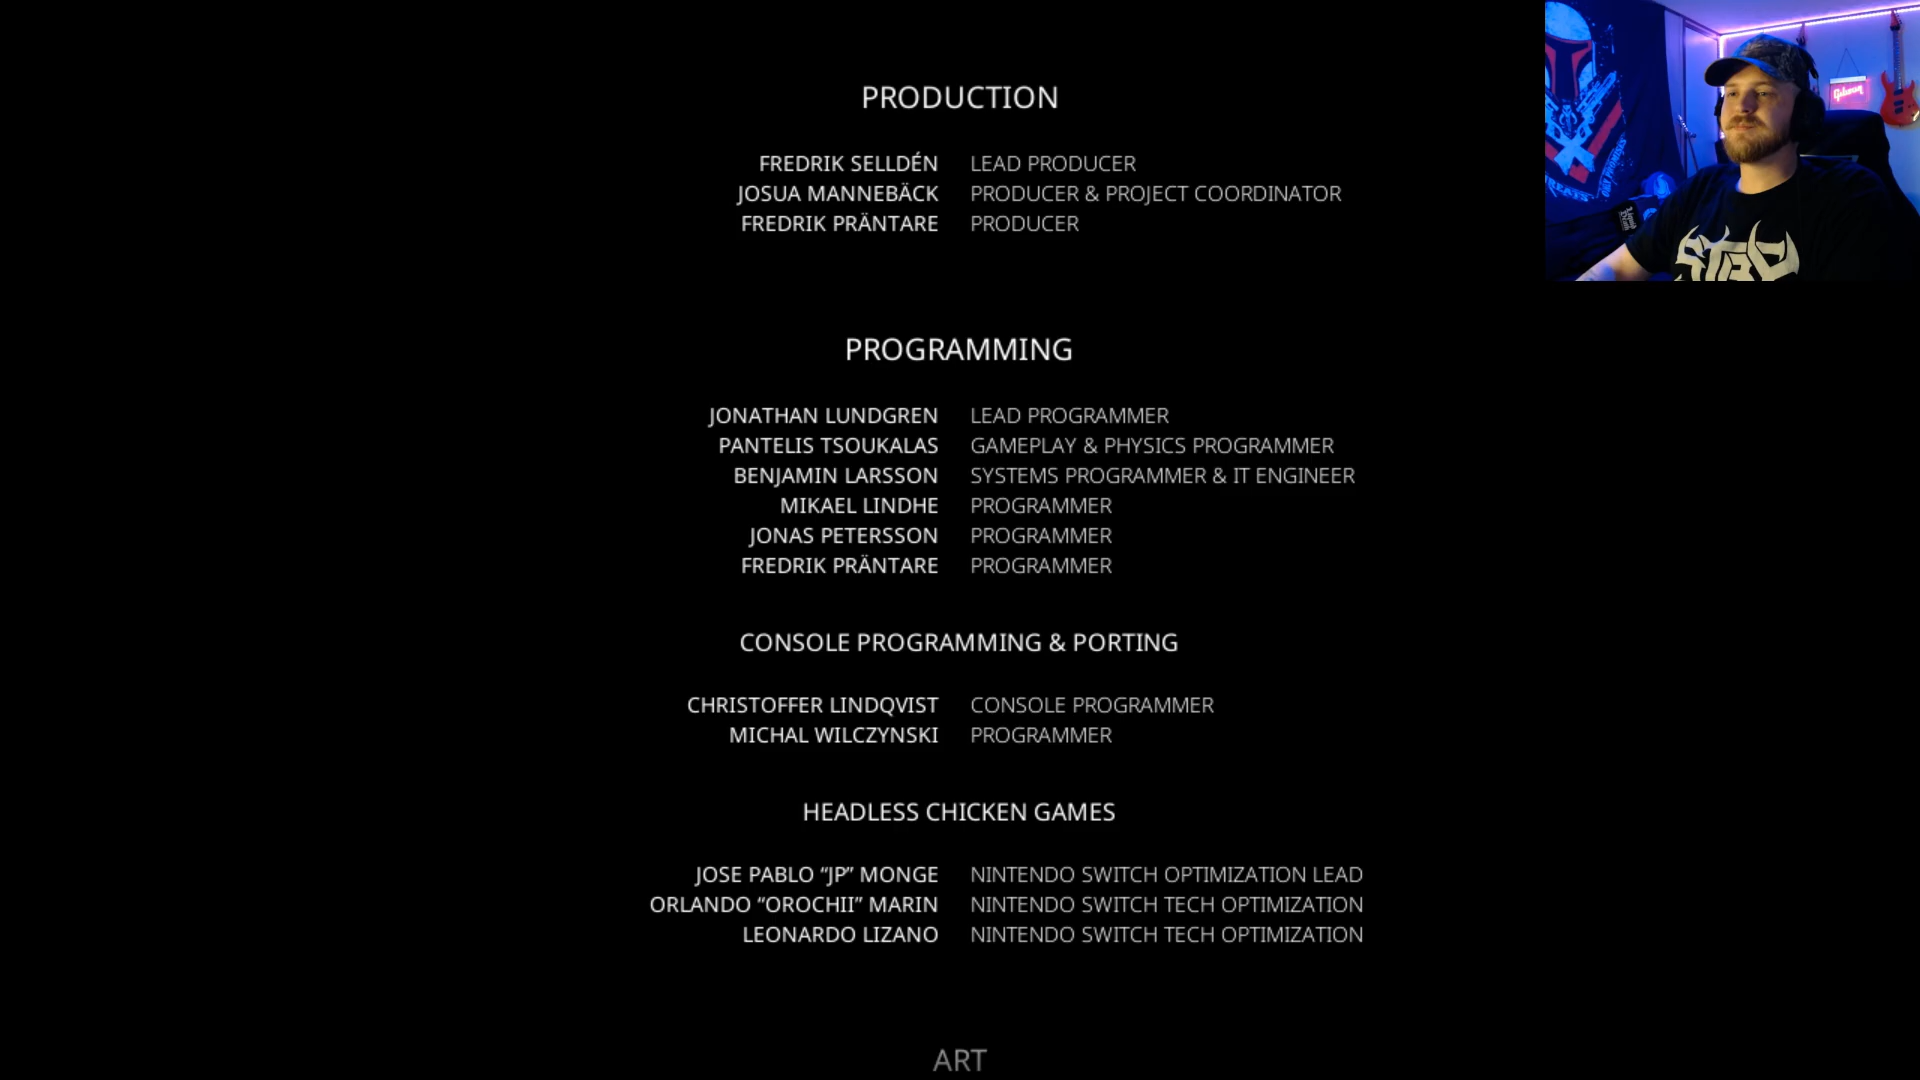 PRODUCTION
FREDRIK SELLDÉN LEAD PRODUCER
JOSUA MANNEBÄCK PRODUCER & PROJECT COORDINATOR
FREDRIK PRÄNTARE PRODUCER
PROGRAMMING
JONATHAN LUNDGREN LEAD PROGRAMMER
PANTELIS TSOUKALAS GAMEPLAY & PHYSICS PROGRAMMER
BENJAMIN LARSSON SYSTEMS PROGRAMMER & IT ENGINEER
MIKAEL LINDHE PROGRAMMER
JONAS PETERSSON PROGRAMMER
FREDRIK PRÄNTARE PROGRAMMER
CONSOLE PROGRAMMING & PORTING
CHRISTOFFER LINDQVIST CONSOLE PROGRAMMER
MICHAL WILCZYNSKI PROGRAMMER
HEADLESS CHICKEN GAMES
JOSE PABLO “JP” MONGE NINTENDO SWITCH OPTIMIZATION LEAD
ORLANDO “OROCHII” MARIN NINTENDO SWITCH TECH OPTIMIZATION
LEONARDO LIZANO NINTENDO SWITCH TECH OPTIMIZATION
ART
Gibson